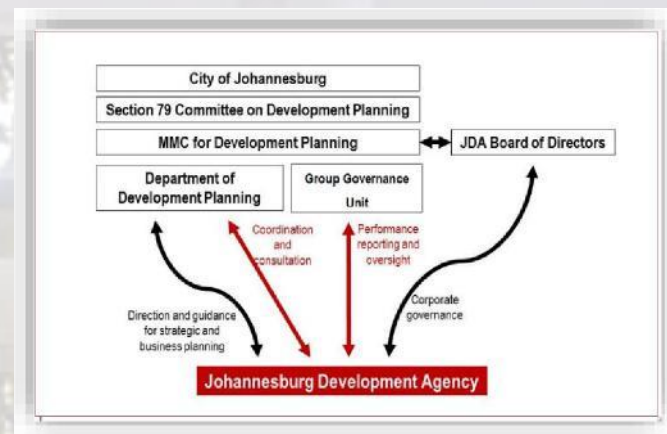 City of Johannesburg
Section 79 Committee on Development Planning
MMC for Development Planning
JDA Board of Directors
Department of
Development Planning
Group Governance
Unit
Coordination
and
consultation
Performance
reporting and
oversight
Direction and guidance
for strategic and
business planning
Corporate
governance
Johannesburg Development Agency